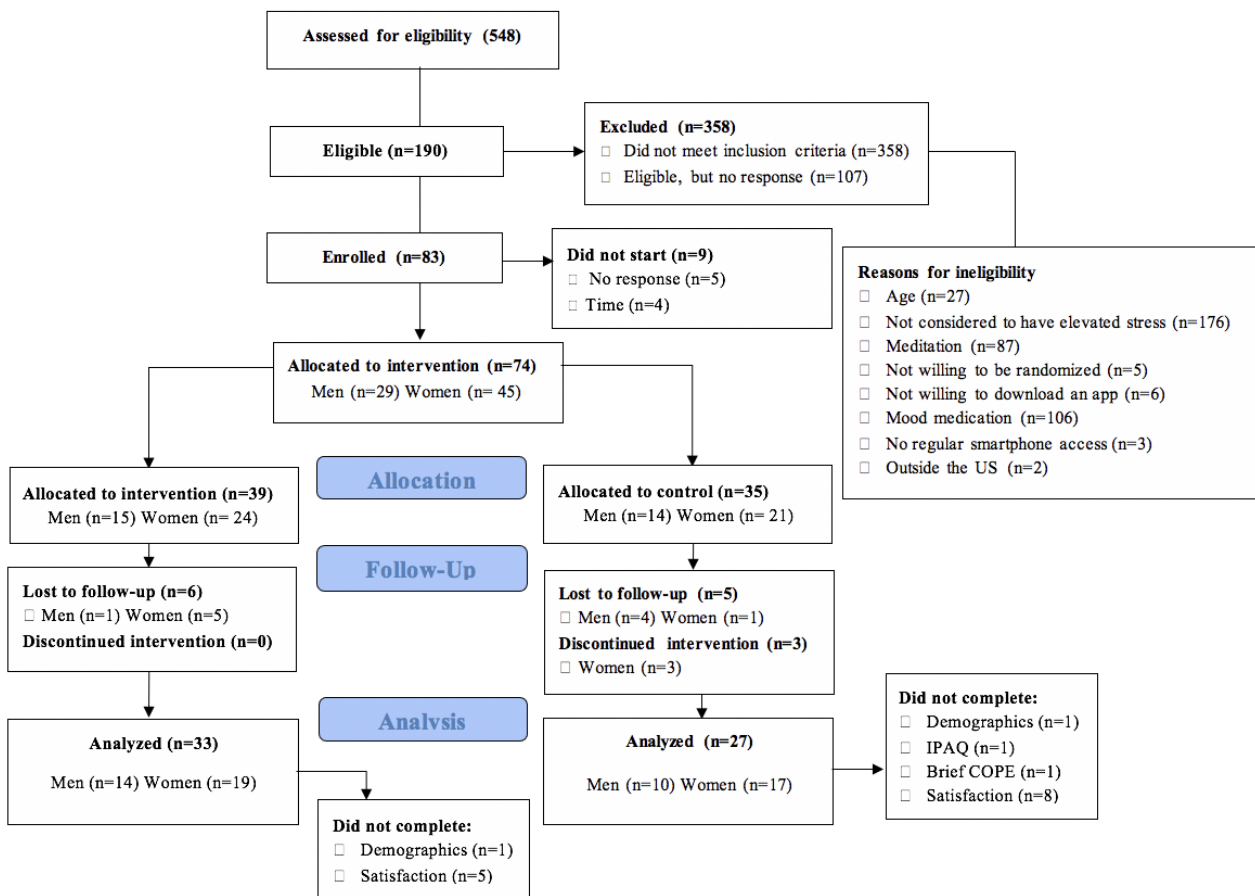 Assessed for eligibility (548)
Excluded (n=358)
☐ Did not meet inclusion criteria (n=358)
☐ Eligible, but no response (n=107)
Eligible (n=190)
Enrolled (n=83)
Did not start (n=9)
☐ No response (n=5)
☐ Time (n=4)
Reasons for ineligibility
☐ Age (n=27)
☐ Not considered to have elevated stress (n=176)
☐ Meditation (n=87)
☐ Not willing to be randomized (n=5)
☐ Not willing to download an app (n=6)
☐ Mood medication (n=106)
☐ No regular smartphone access (n=3)
☐ Outside the US (n=2)
Allocated to intervention (n=74)
Men (n=29) Women (n= 45)
Allocation
Allocated to intervention (n=39)
Men (n=15) Women (n= 24)
Allocated to control (n=35)
Men (n=14) Women (n= 21)
Follow-Up
Lost to follow-up (n=6)
☐ Men (n=1) Women (n=5)
Discontinued intervention (n=0)
Lost to follow-up (n=5)
☐ Men (n=4) Women (n=1)
Discontinued intervention (n=3)
☐ Women (n=3)
Analysis
Analyzed (n=33)
Men (n=14) Women (n=19)
Analyzed (n=27)
Men (n=10) Women (n=17)
Did not complete:
☐ Demographics (n=1)
☐ IPAQ (n=1)
☐ Brief COPE (n=1)
☐ Satisfaction (n=8)
Did not complete:
☐ Demographics (n=1)
☐ Satisfaction (n=5)